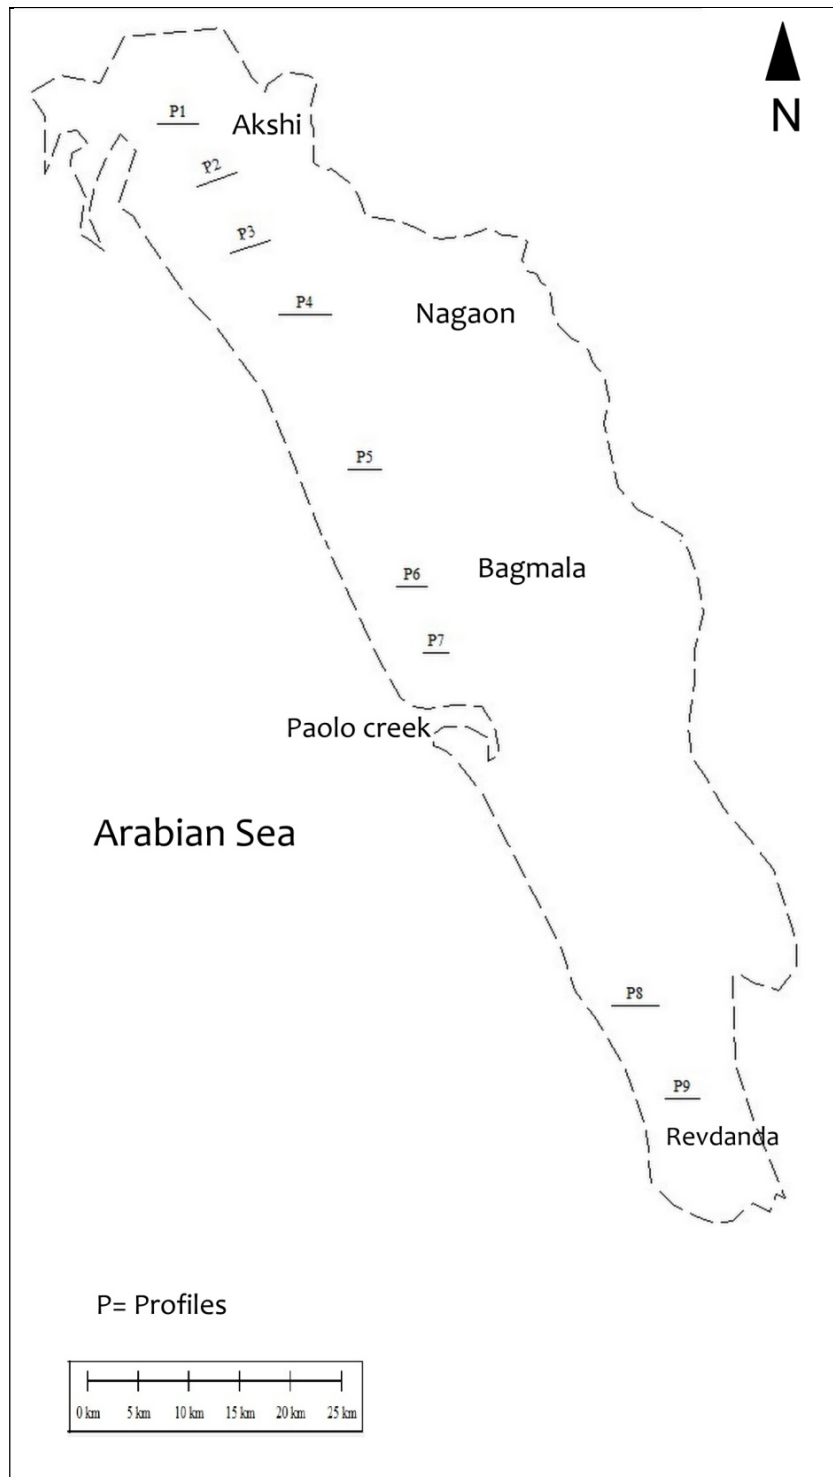 N
P1
Akshi
P2
P3
P4
Nagaon
P5
Bagmala
P6
P7
Paolo creek
Arabian Sea
P8
P9
Revdanda
P= Profiles
0 km 5 km 10 km 15 km 20 km 25 km